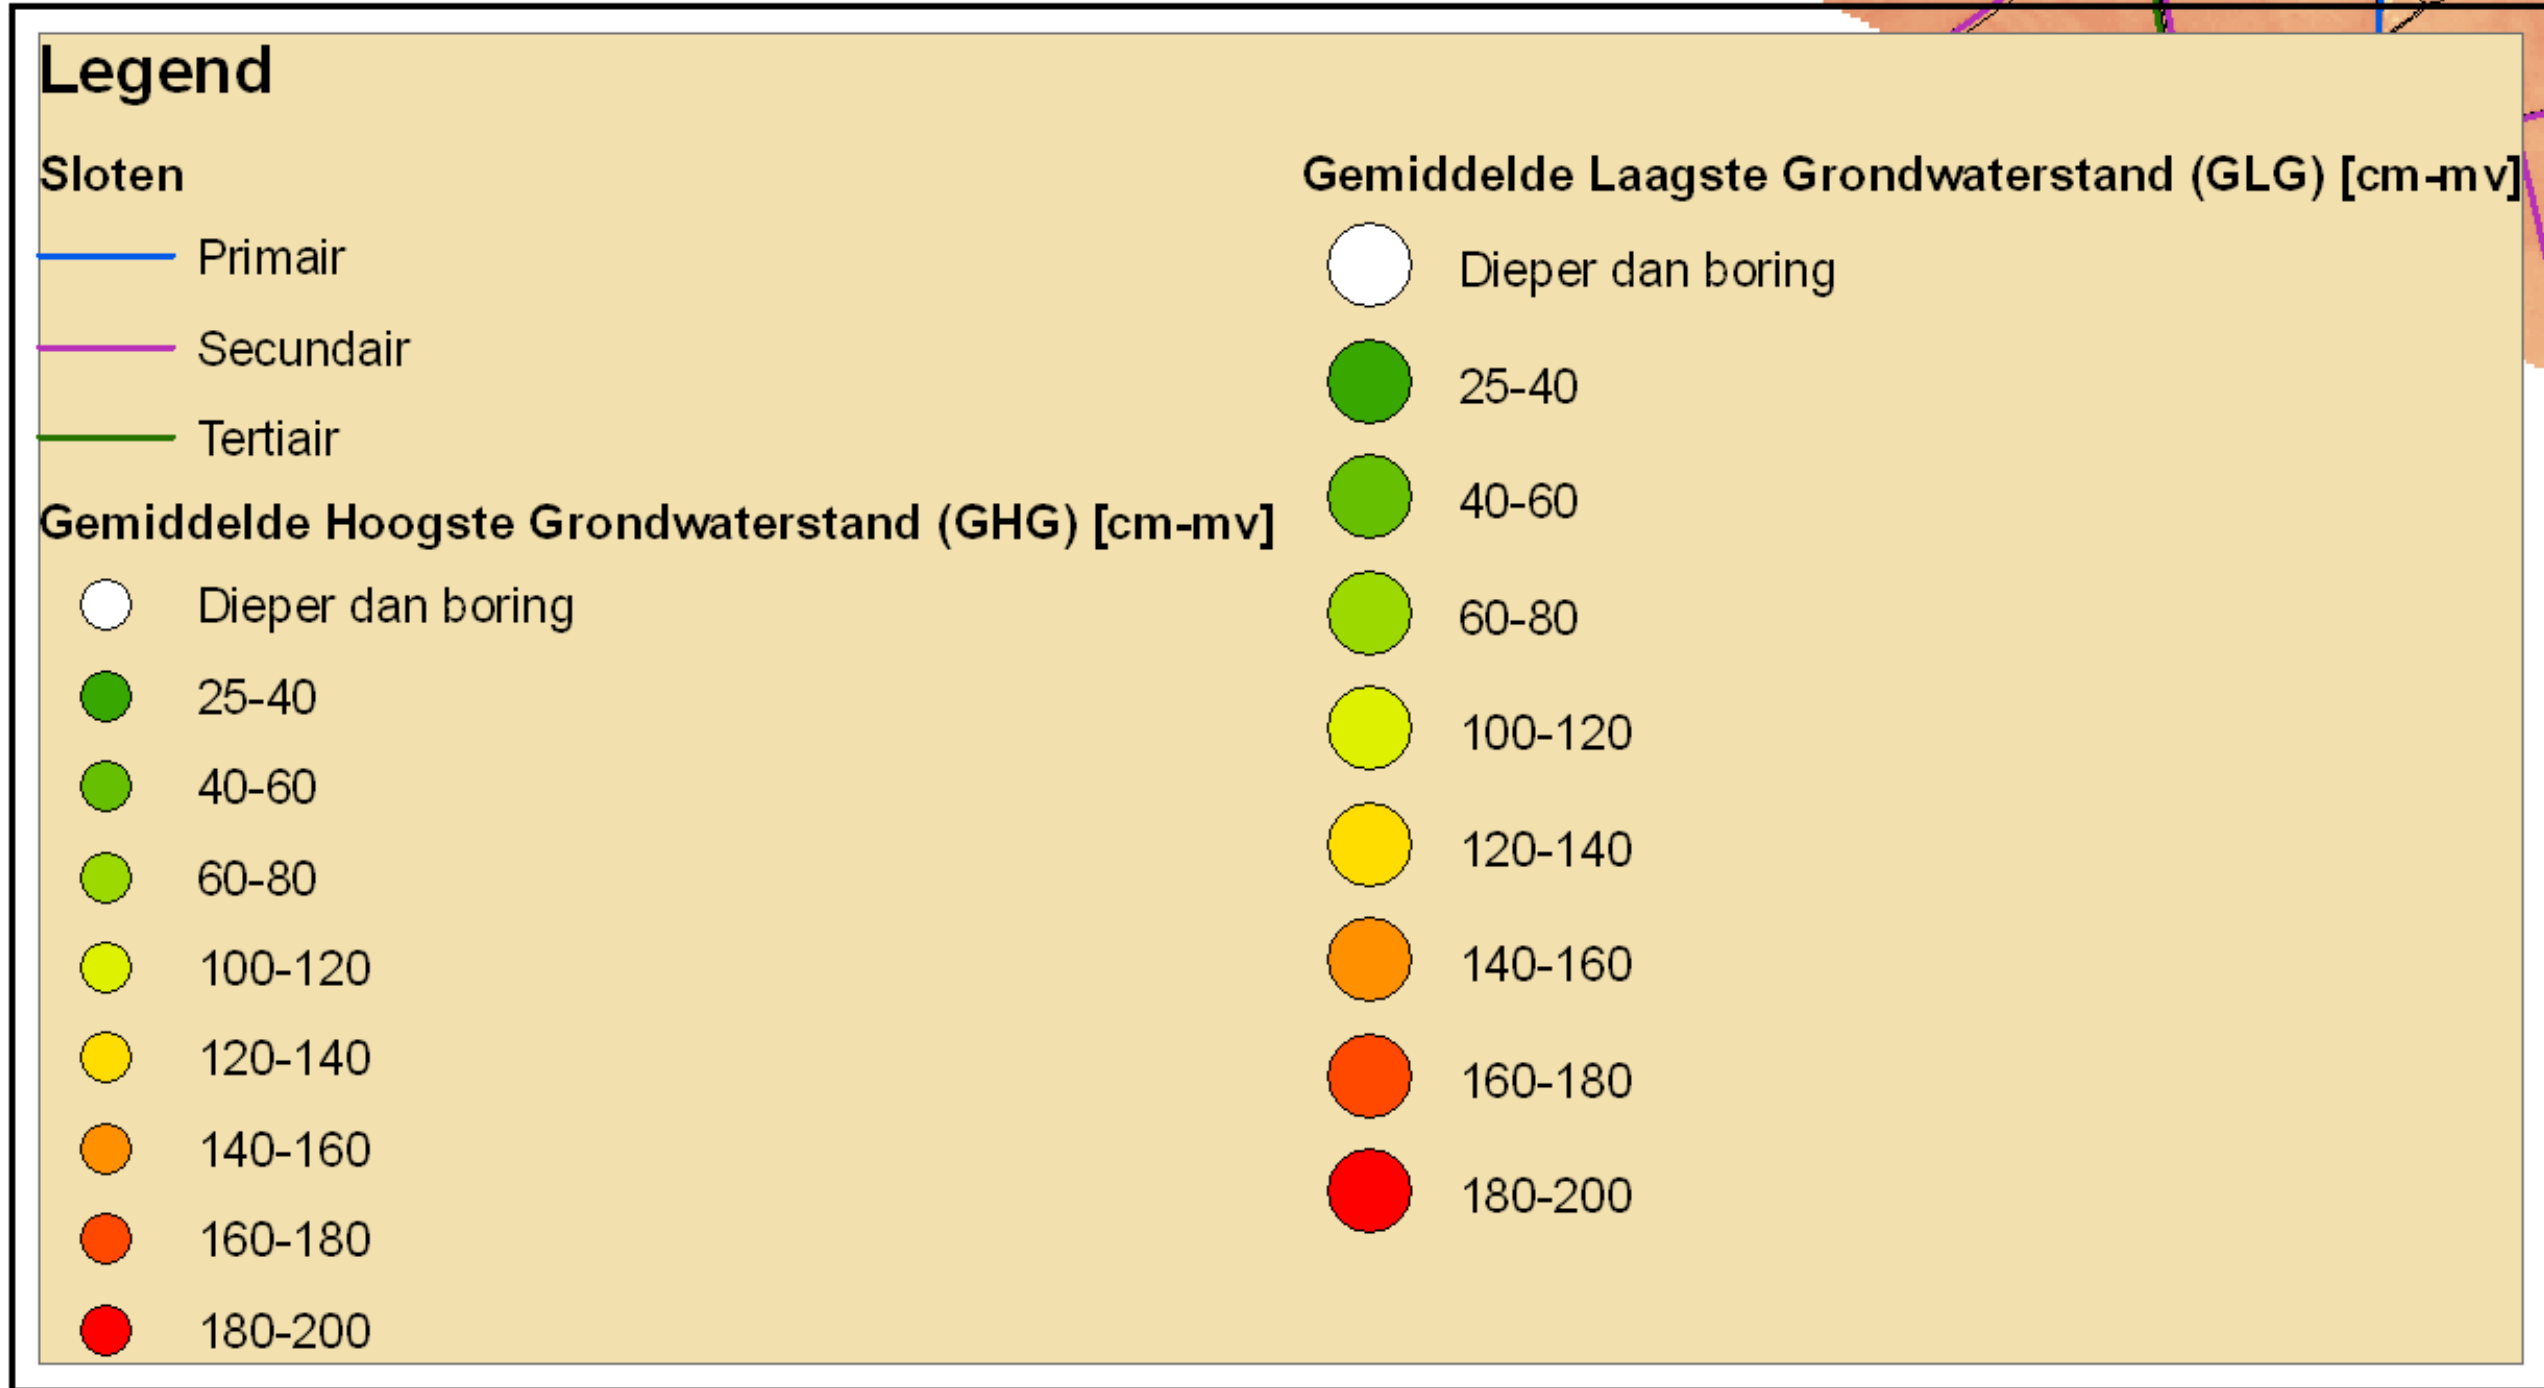 Legend
Sloten
Primair
Secundair
Tertiair
Gemiddelde Hoogste Grondwaterstand (GHG) [cm-mv]
Dieper dan boring
25-40
40-60
60-80
100-120
120-140
140-160
160-180
180-200
Gemiddelde Laagste Grondwaterstand (GLG) [cm-mv]
Dieper dan boring
25-40
40-60
60-80
100-120
120-140
140-160
160-180
180-200